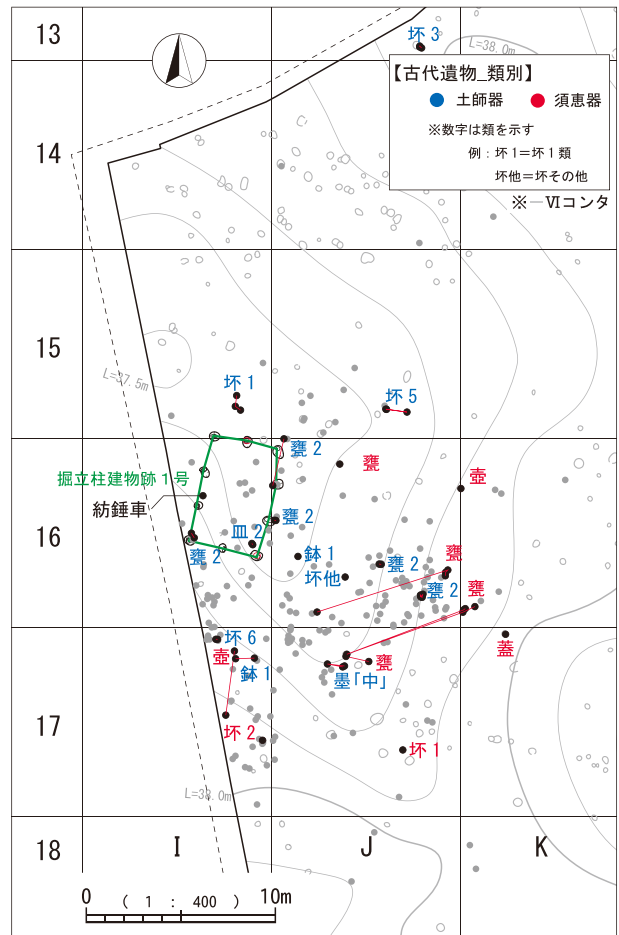 13
坏 3
L=38.0m
【古代遺物_類別】
土師器
須恵器
※数字は類を示す
例：坏 1＝坏 1 類
坏他＝坏その他
※―Ⅵコンタ
14
15
L=37.5m
坏 1
坏 5
甕 2
甕
壺
掘立柱建物跡 1 号
紡錘車
16
皿 2
甕 2
甕 2
鉢 1
坏他
甕 2
甕
甕 2
甕
坏 6
壺
鉢 1
甕
墨「中」
蓋
17
坏 2
坏 1
L=38.0m
18
I
J
K
0
( 1 : 400 )
10m